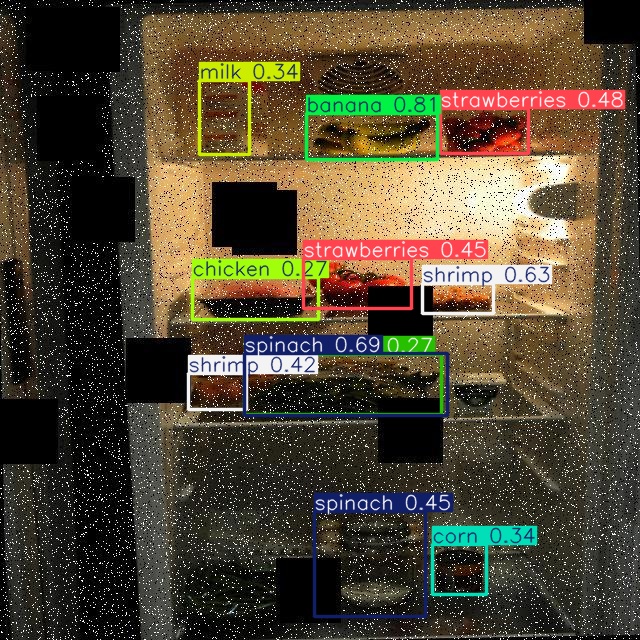 milk 0.34
banana 0.81
strawberries 0.48
strawberries 0.45
chicken 0.27
shrimp 0.63
spinach 0.69
0.27
shrimp 0.42
spinach 0.45
corn 0.34